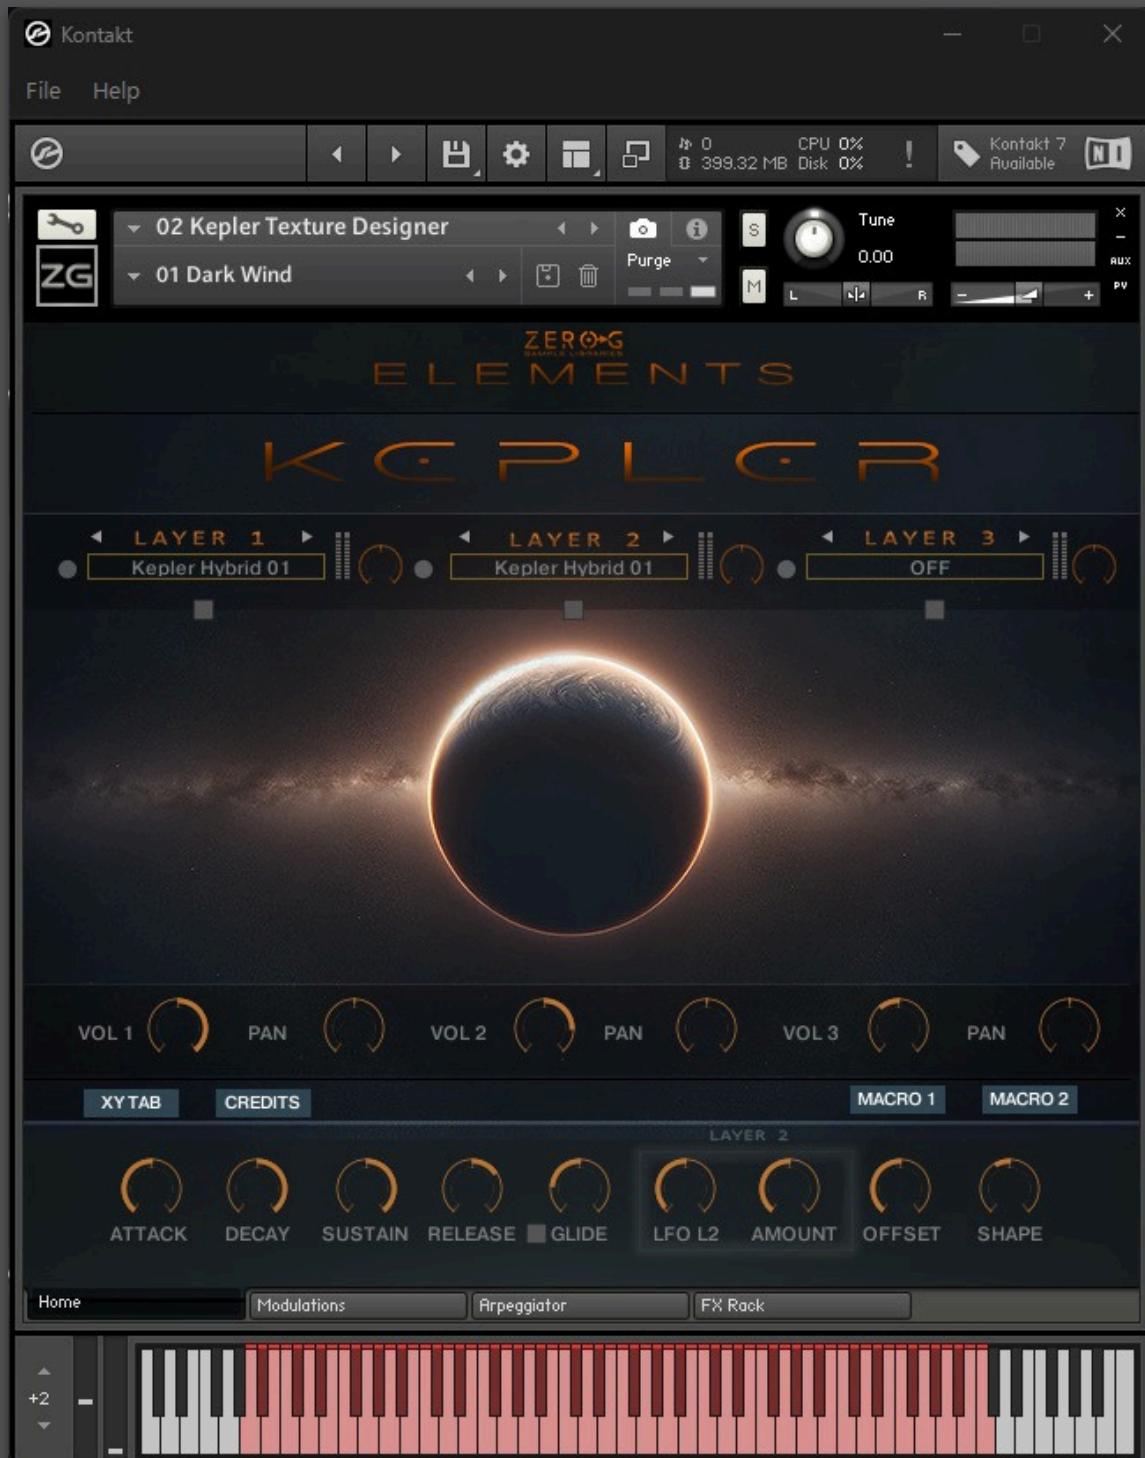 Kontakt
File Help
0 CPU 0%
399.32 MB Disk 0%
!
Kontakt 7
Available
NI
02 Kepler Texture Designer
i
S
Tune
×
–
ZG
01 Dark Wind
Purge
0.00
AUX
M
L R
– +
PV
ZERO-G
SAMPLE LIBRARIES
ELEMENTS
KEPLER
LAYER 1 LAYER 2 LAYER 3
Kepler Hybrid 01 Kepler Hybrid 01 OFF
VOL 1 PAN VOL 2 PAN VOL 3 PAN
XY TAB CREDITS MACRO 1 MACRO 2
LAYER 2
ATTACK DECAY SUSTAIN RELEASE GLIDE LFO L2 AMOUNT OFFSET SHAPE
Home Modulations Arpeggiator FX Rack
+2